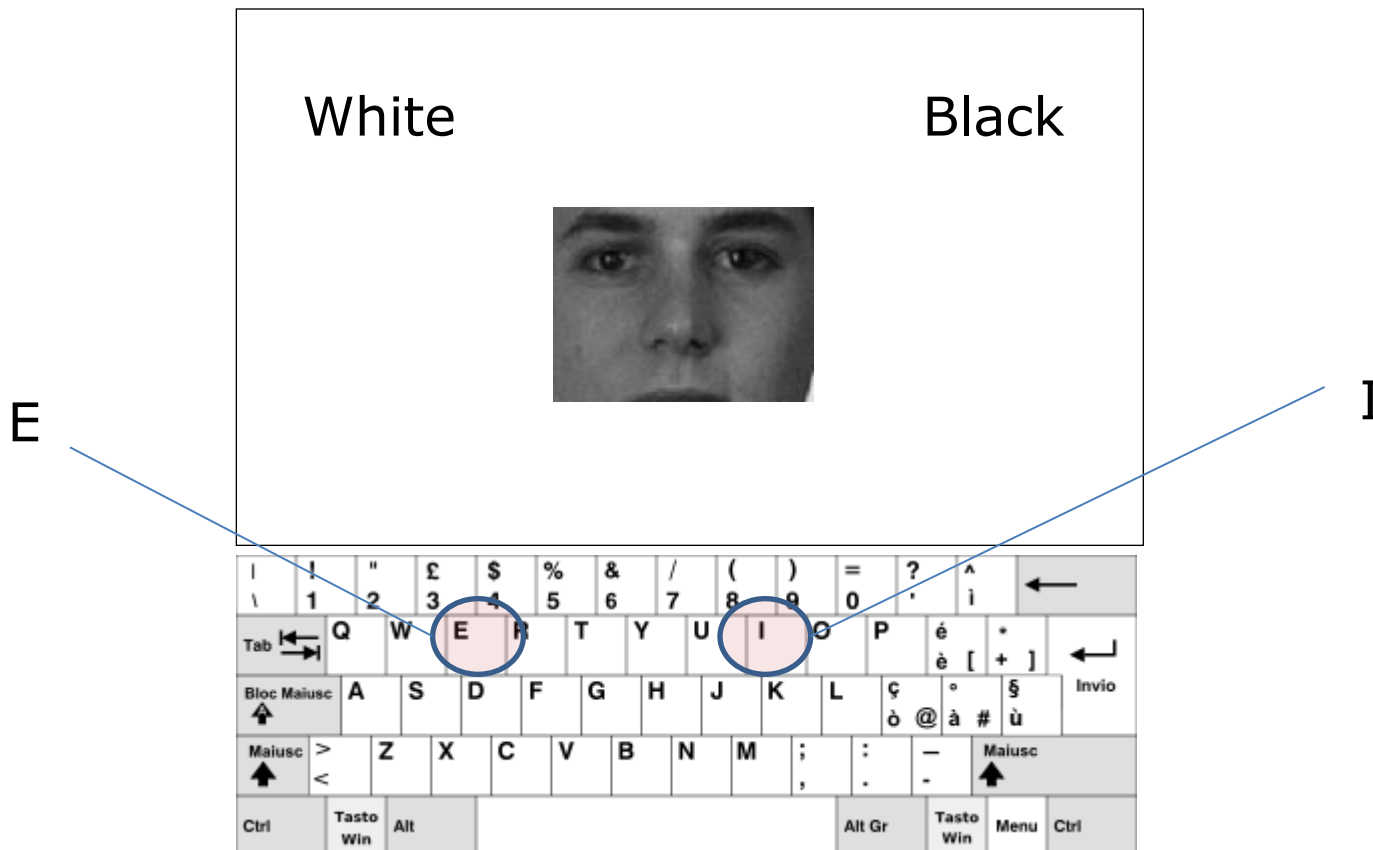 White Black
E I
| ! " £ $ % & / ( ) = ? ^
\ 1 2 3 4 5 6 7 8 9 0 ' ì
Tab Q W E R T Y U I O P é *
è [ + ]
Bloc Maiusc A S D F G H J K L ç ° § Invio
ò @ à # ù
Maiusc > Z X C V B N M ; : _ Maiusc
< , . -
Ctrl Tasto Win Alt Alt Gr Tasto Win Menu Ctrl